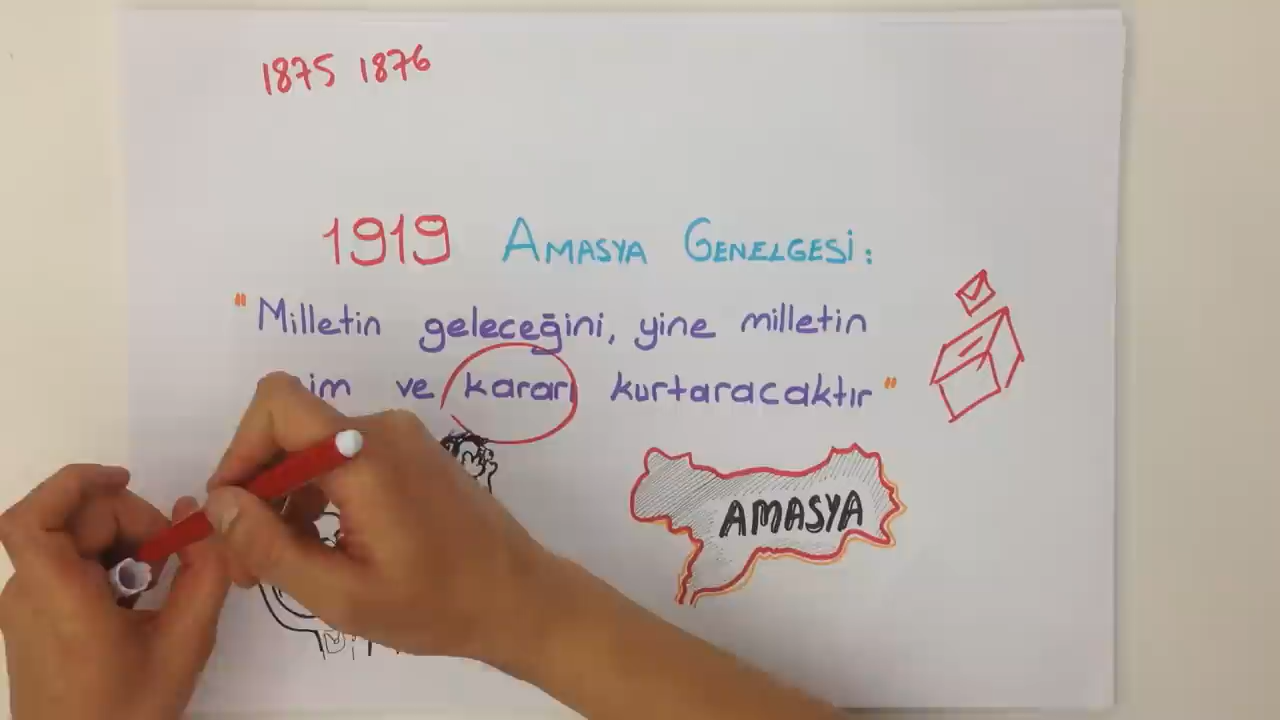 1875 1876
1919 AMASYA GENELGESİ:
"Milletin geleceğini, yine milletin
ve kararı kurtaracaktır"
AMASYA